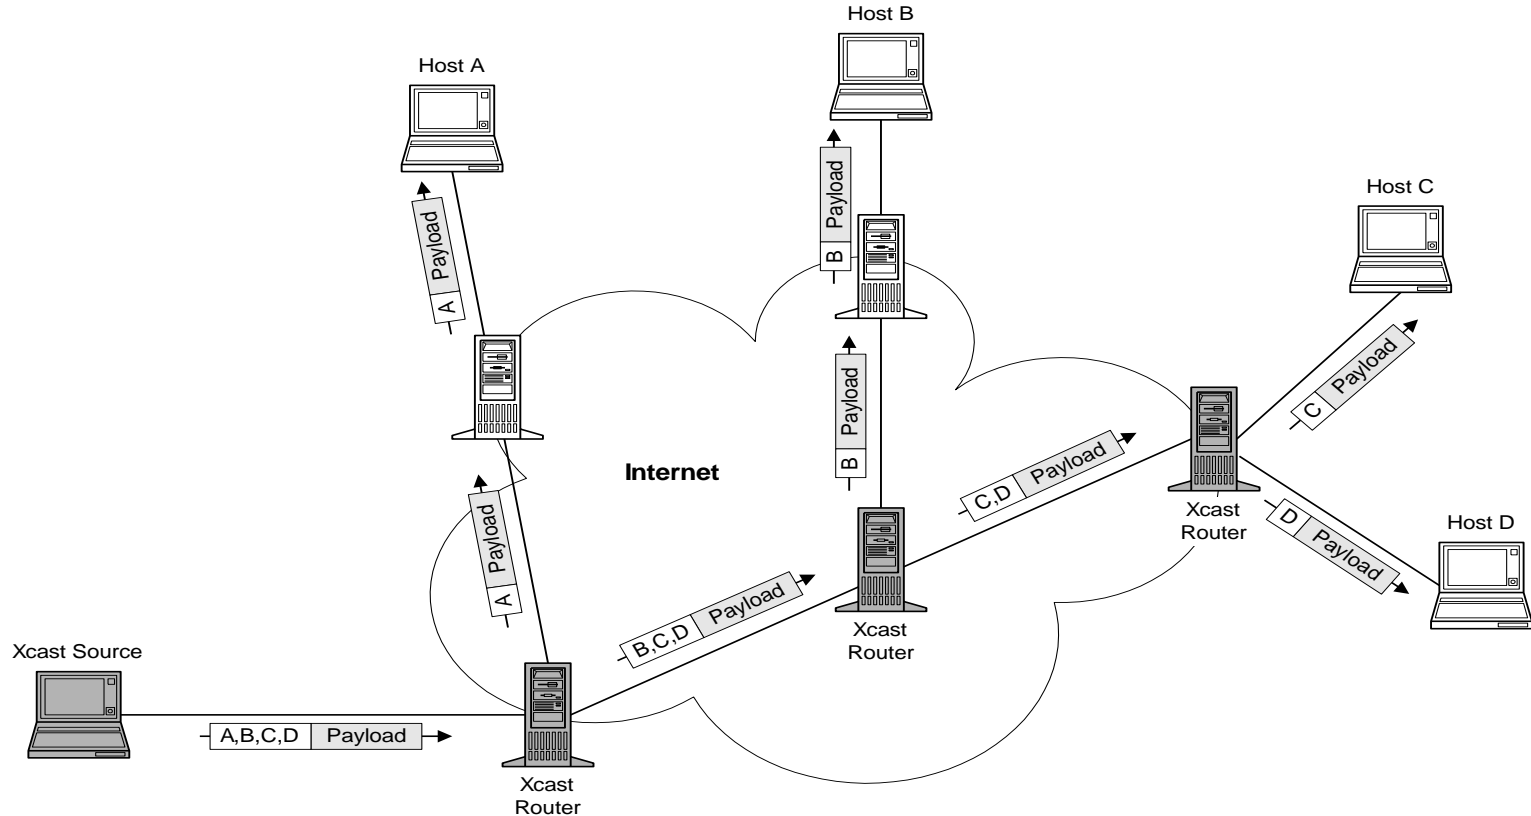 Host B
Host A
Payload
B
Host C
Payload
A
Payload
C
Payload
B
Internet
C,D Payload
Xcast
Router
Host D
D Payload
Payload
A
B,C,D Payload
Xcast
Router
Xcast Source
A,B,C,D Payload
Xcast
Router